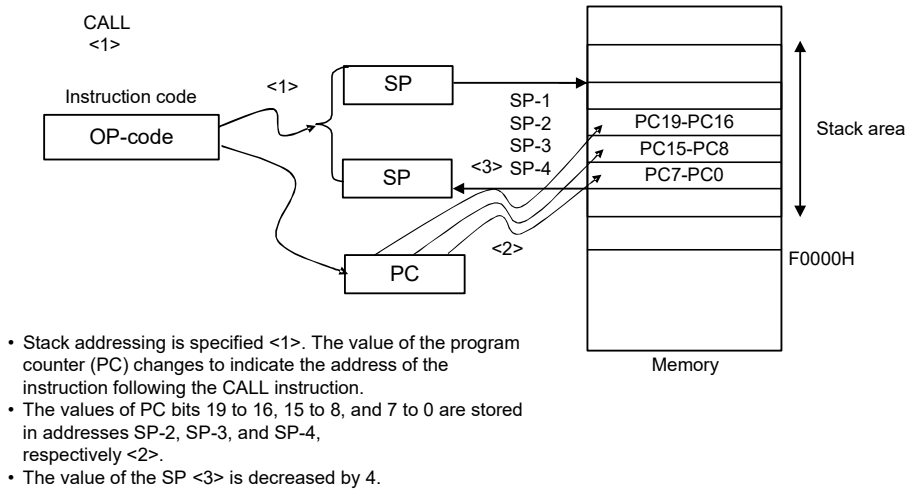 CALL
<1>
Instruction code
OP-code
<1>
SP
SP
PC
SP-1
SP-2
SP-3
<3> SP-4
<2>
PC19-PC16
PC15-PC8
PC7-PC0
Stack area
F0000H
Memory
• Stack addressing is specified <1>. The value of the program
counter (PC) changes to indicate the address of the
instruction following the CALL instruction.
• The values of PC bits 19 to 16, 15 to 8, and 7 to 0 are stored
in addresses SP-2, SP-3, and SP-4,
respectively <2>.
• The value of the SP <3> is decreased by 4.